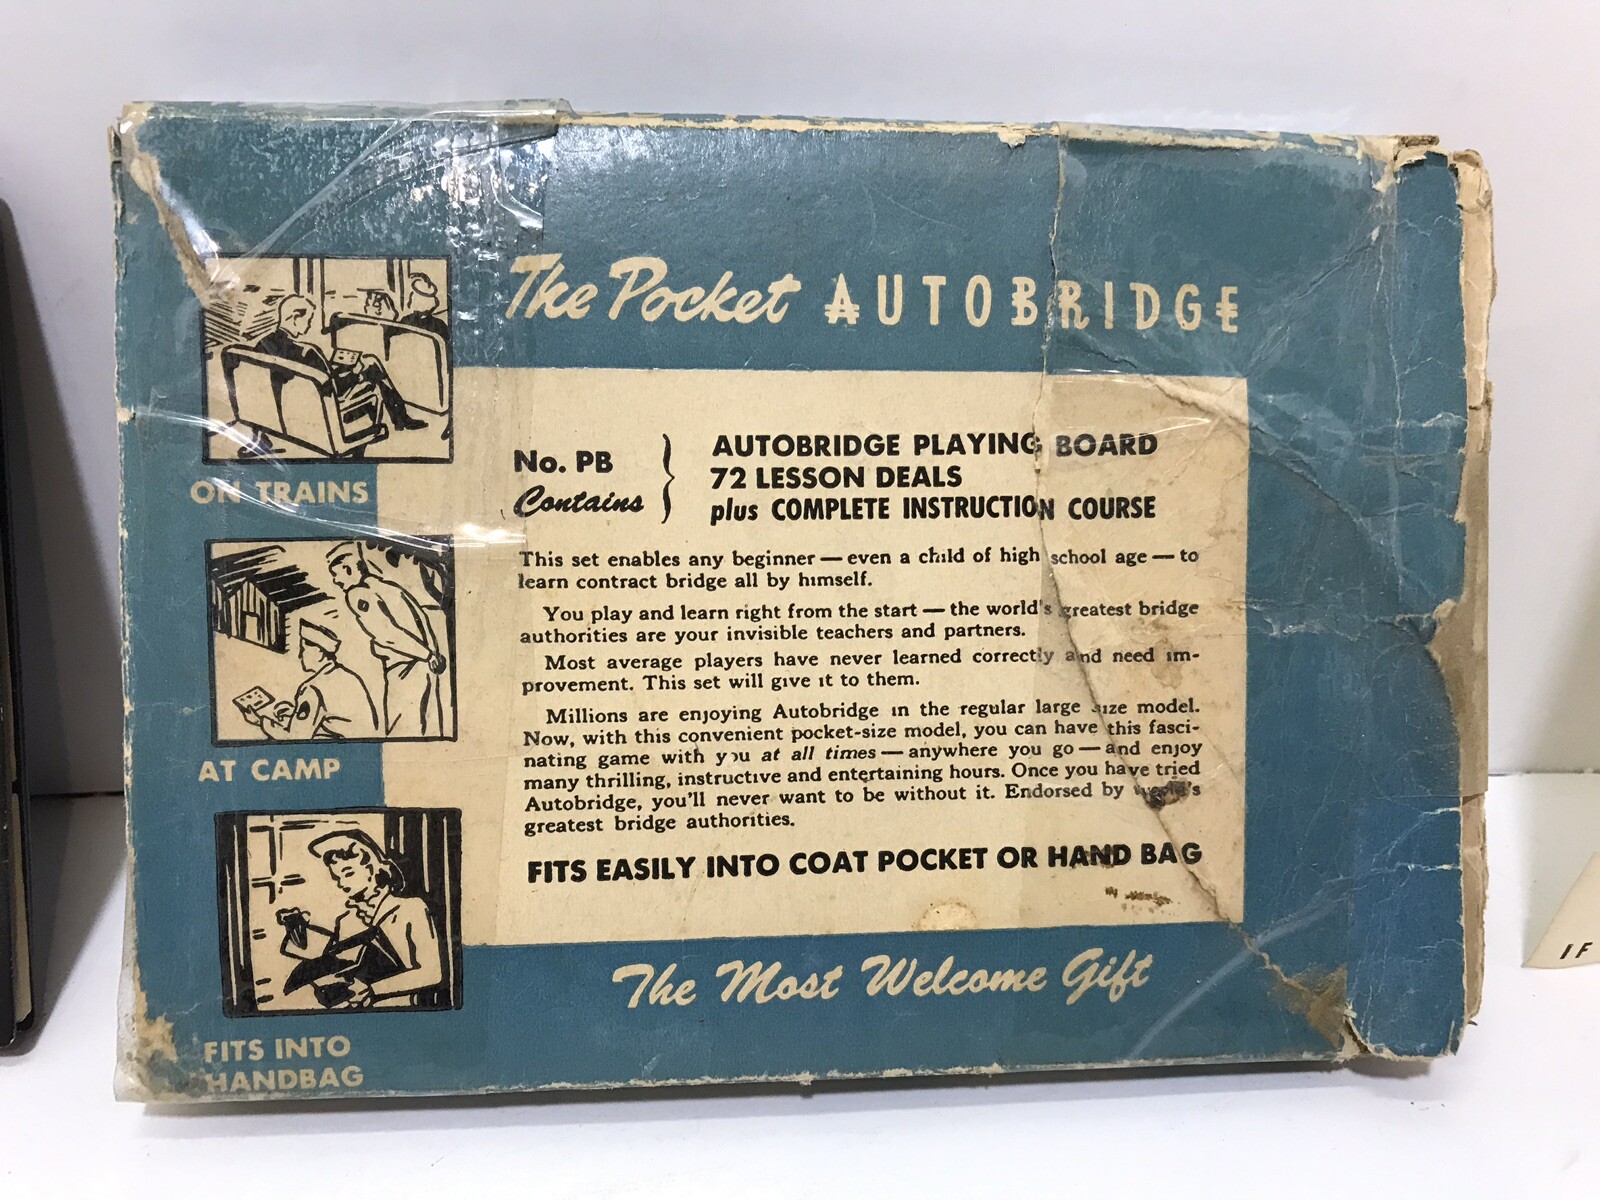 The Pocket AUTOBRIDGE
No. PB
Contains
AUTOBRIDGE PLAYING BOARD
72 LESSON DEALS
plus COMPLETE INSTRUCTION COURSE
This set enables any beginner — even a child of high school age — to
learn contract bridge all by himself.
You play and learn right from the start — the world's greatest bridge
authorities are your invisible teachers and partners.
Most average players have never learned correctly and need im-
provement. This set will give it to them.
Millions are enjoying Autobridge in the regular large size model.
Now, with this convenient pocket-size model, you can have this fasci-
nating game with you at all times — anywhere you go — and enjoy
many thrilling, instructive and entertaining hours. Once you have tried
Autobridge, you'll never want to be without it. Endorsed by world's
greatest bridge authorities.
FITS EASILY INTO COAT POCKET OR HAND BAG
The Most Welcome Gift
ON TRAINS
AT CAMP
FITS INTO
HANDBAG
IF